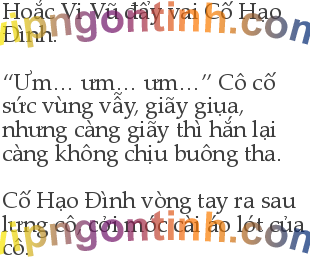 Hoắc Vi Vũ đẩy vai Cố Hạo
Đình.
“Ưm… ưm… ưm…” Cô cố
sức vùng vẫy, giãy giụa,
nhưng càng giãy thì hắn lại
càng không chịu buông tha.
Cố Hạo Đình vòng tay ra sau
lưng cô, cởi móc cài áo lót của
cô.
vipngontinh.com
vipngontinh.com